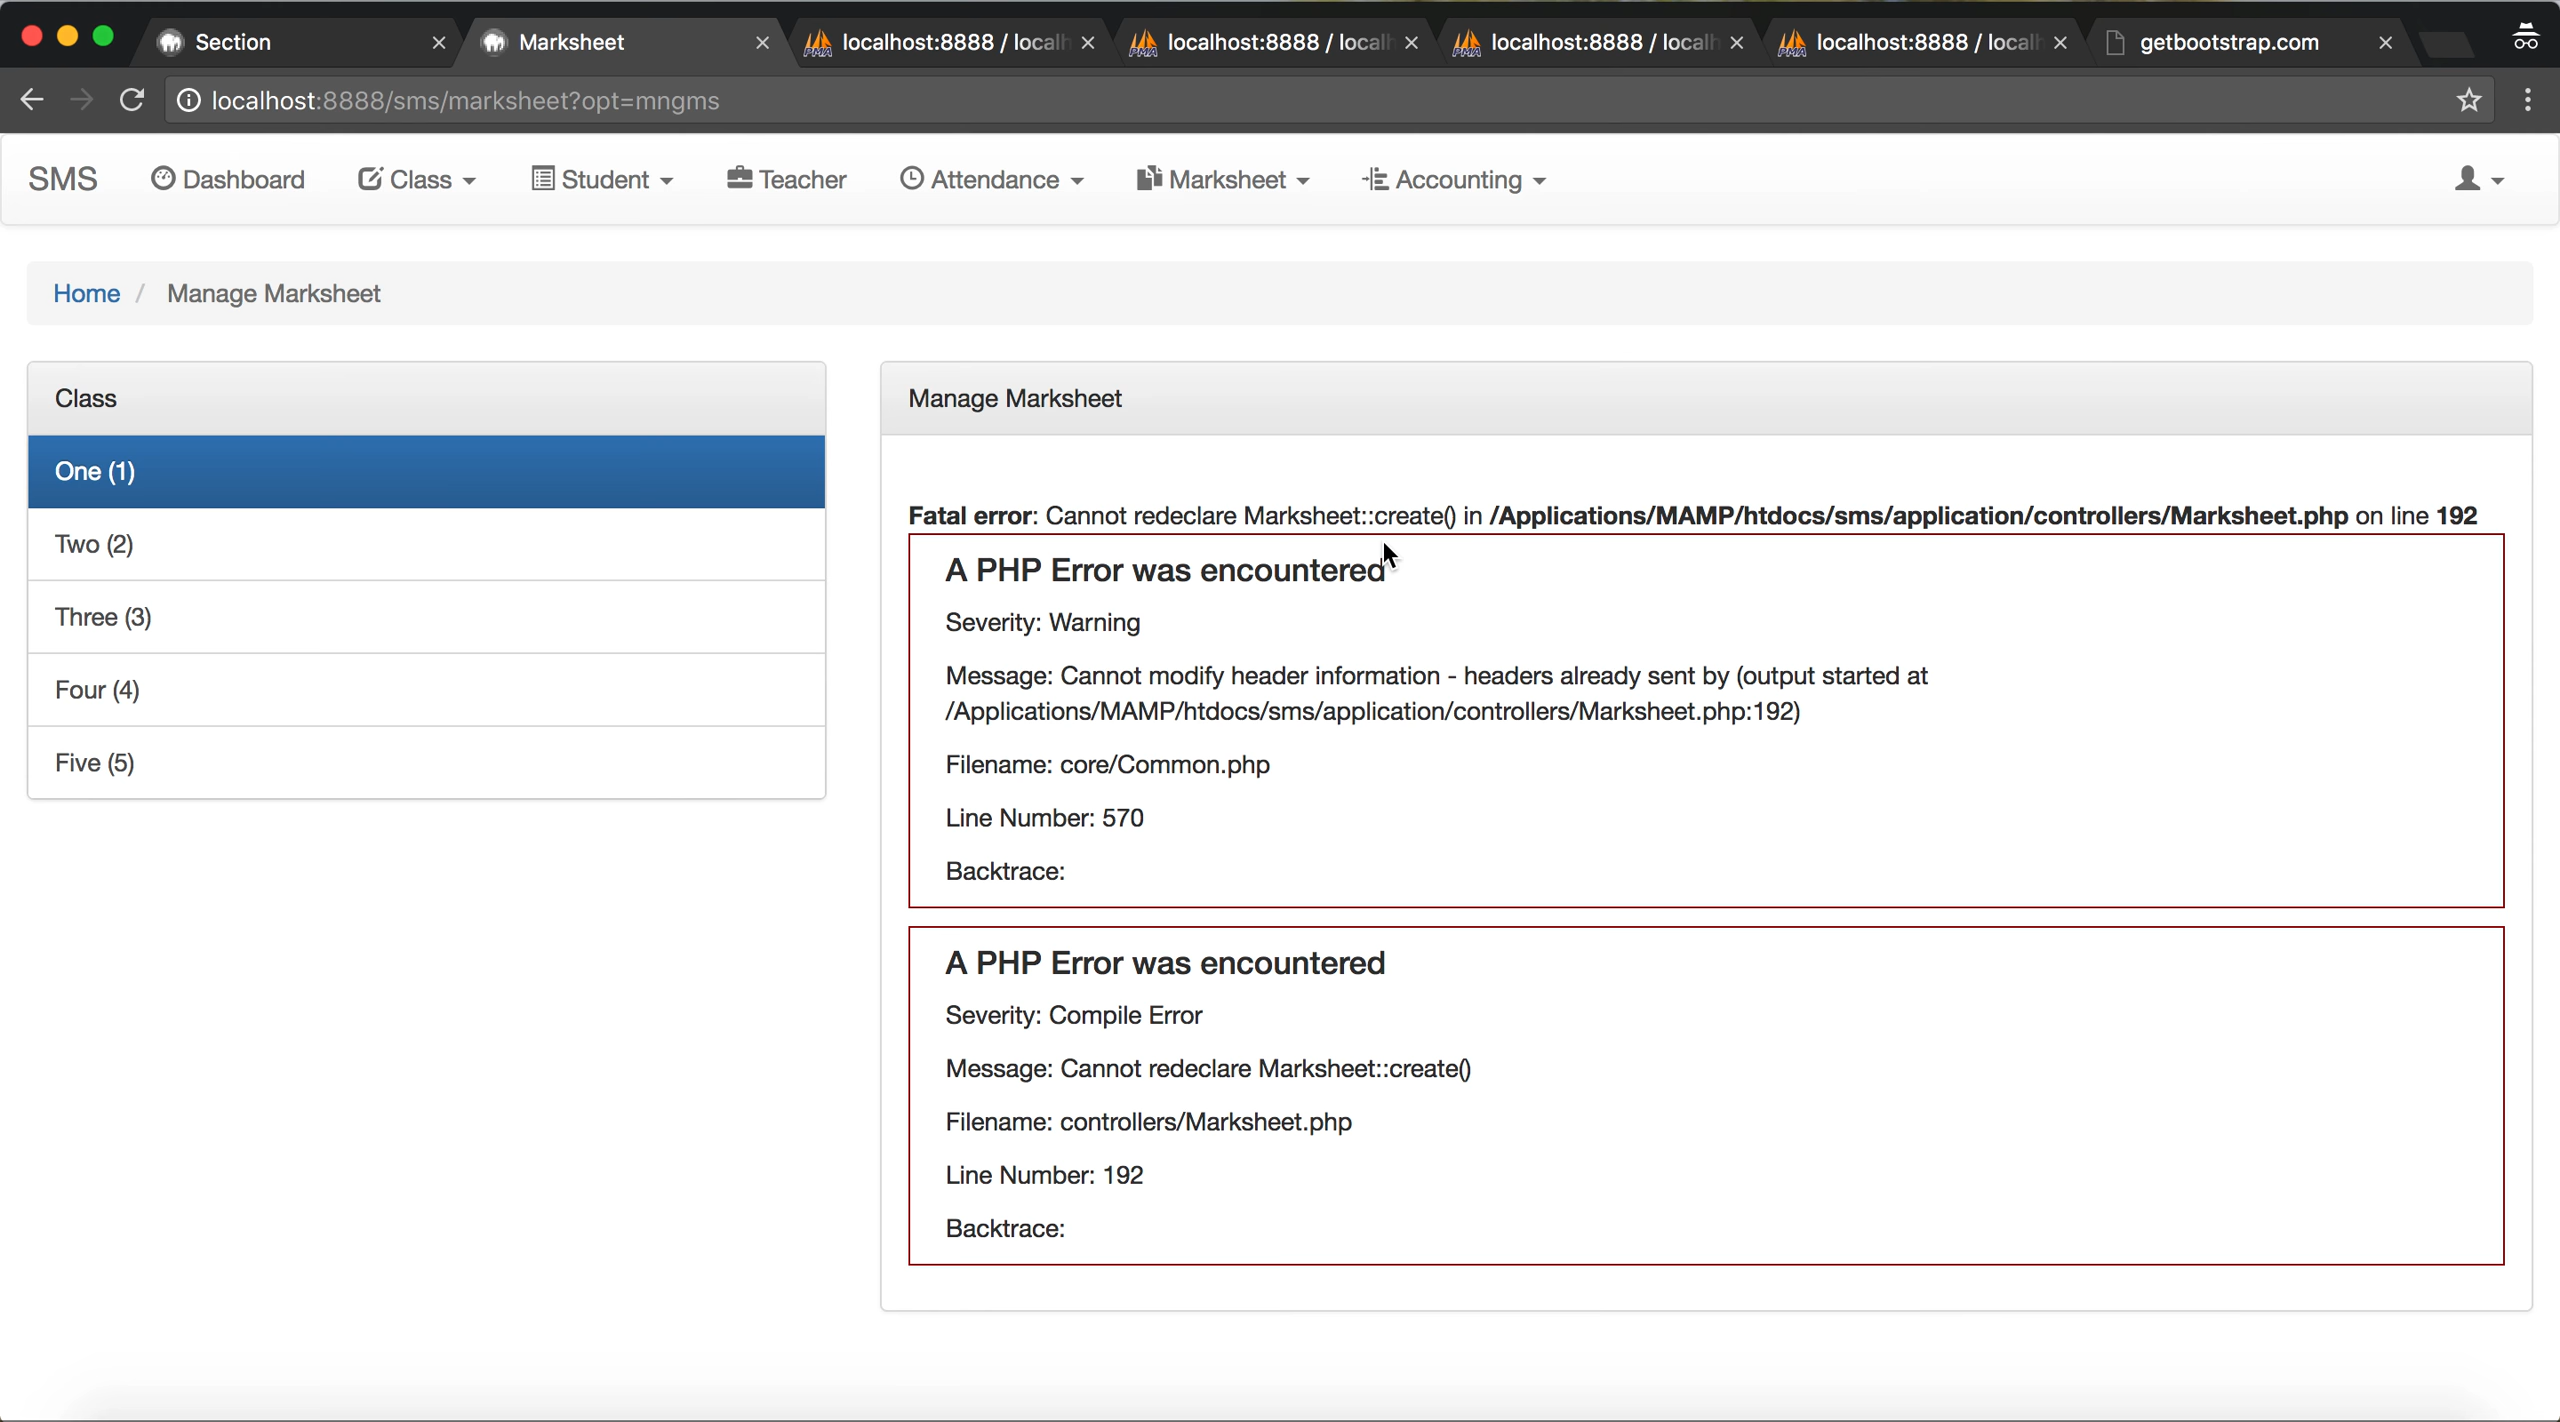 Section
Marksheet
localhost:8888 / local
localhost:8888 / local
localhost:8888 / local
localhost:8888 / local
getbootstrap.com
localhost:8888/sms/marksheet?opt=mngms
SMS Dashboard Class Student Teacher Attendance Marksheet Accounting
Home / Manage Marksheet
Class
One (1)
Two (2)
Three (3)
Four (4)
Five (5)
Manage Marksheet
Fatal error: Cannot redeclare Marksheet::create() in /Applications/MAMP/htdocs/sms/application/controllers/Marksheet.php on line 192
A PHP Error was encountered
Severity: Warning
Message: Cannot modify header information - headers already sent by (output started at
/Applications/MAMP/htdocs/sms/application/controllers/Marksheet.php:192)
Filename: core/Common.php
Line Number: 570
Backtrace:
A PHP Error was encountered
Severity: Compile Error
Message: Cannot redeclare Marksheet::create()
Filename: controllers/Marksheet.php
Line Number: 192
Backtrace: